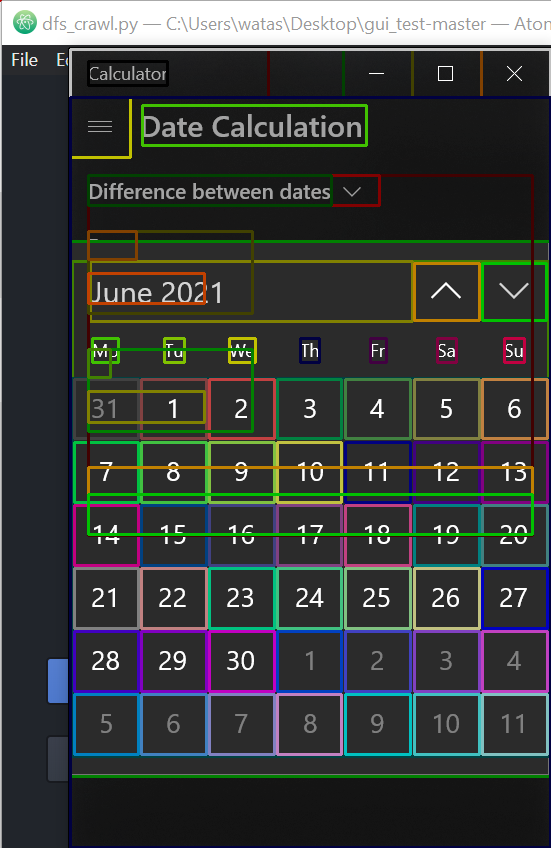 dfs_crawl.py — C:\Users\watas\Desktop\gui_test-master — Atom
File
Calculator
Date Calculation
Difference between dates
June 2021
Mo Tu We Th Fr Sa Su
31 1 2 3 4 5 6
7 8 9 10 11 12 13
14 15 16 17 18 19 20
21 22 23 24 25 26 27
28 29 30 1 2 3 4
5 6 7 8 9 10 11